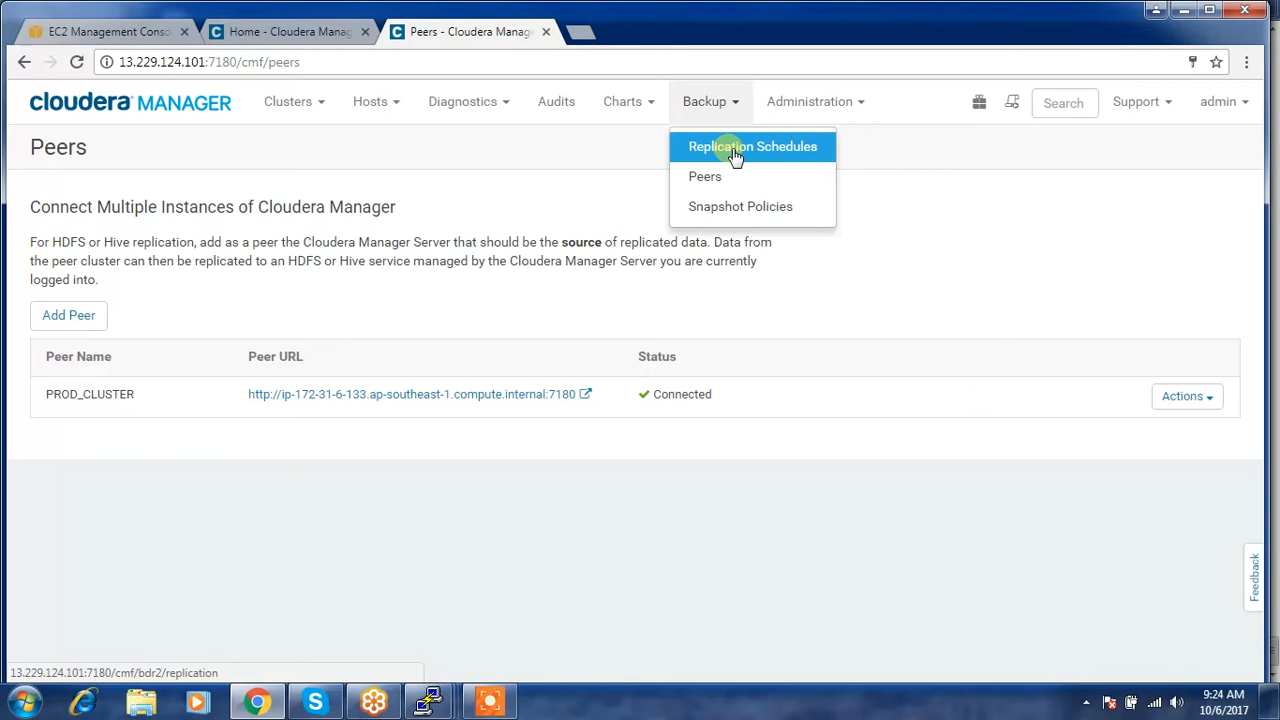 EC2 Management Conso
Home - Cloudera Manag
Peers - Cloudera Manage
13.229.124.101:7180/cmf/peers
cloudera MANAGER
Clusters
Hosts
Diagnostics
Audits
Charts
Backup
Administration
Search
Support
admin
Peers
Replication Schedules
Peers
Snapshot Policies
Connect Multiple Instances of Cloudera Manager
For HDFS or Hive replication, add as a peer the Cloudera Manager Server that should be the source of replicated data. Data from
the peer cluster can then be replicated to an HDFS or Hive service managed by the Cloudera Manager Server you are currently
logged into.
Add Peer
Peer Name
Peer URL
Status
PROD_CLUSTER
http://ip-172-31-6-133.ap-southeast-1.compute.internal:7180
Connected
Actions
Feedback
13.229.124.101:7180/cmf/bdr2/replication
9:24 AM
10/6/2017